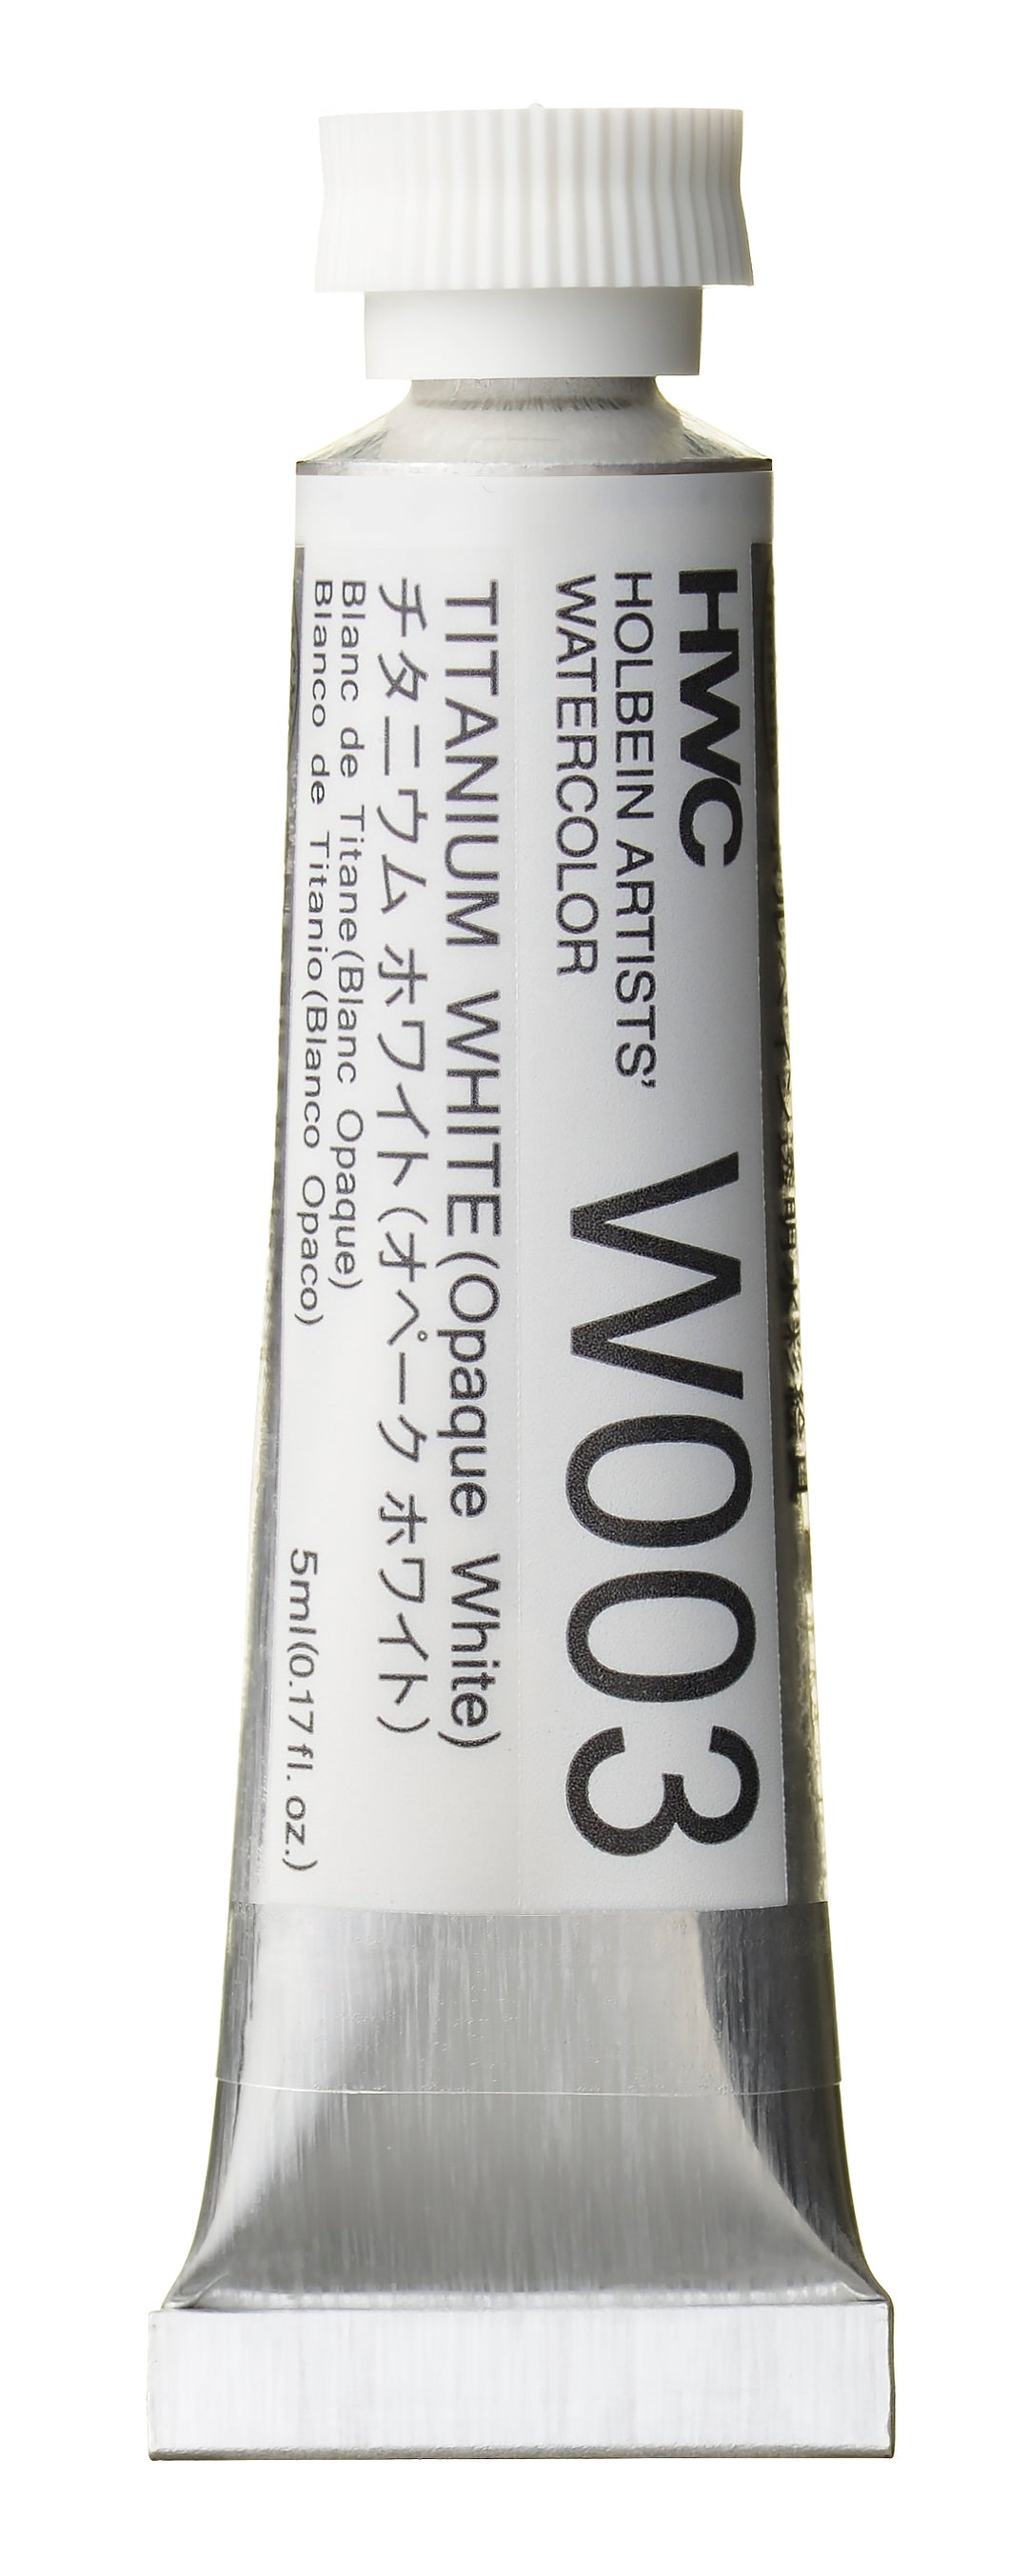 HWC
HOLBEIN ARTISTS'
WATERCOLOR
W003
TITANIUM WHITE(Opaque White)
チタニウム ホワイト(オペーク ホワイト)
Blanc de Titane(Blanc Opaque)
Blanco de Titanio(Blanco Opaco)
5ml(0.17fl. oz.)